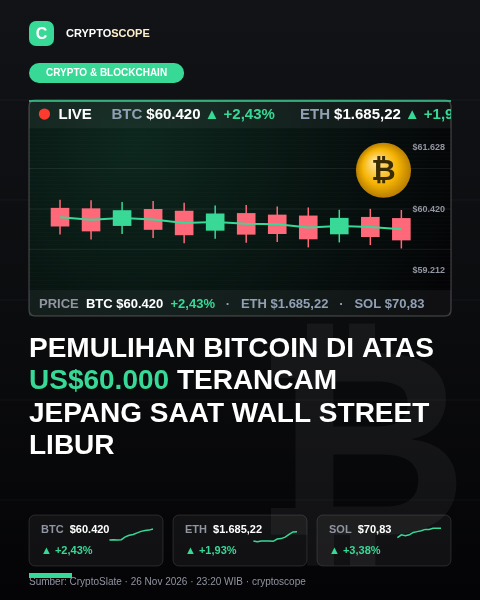 C CRYPTOSCOPE
CRYPTO & BLOCKCHAIN
● LIVE BTC $60.420 ▲ +2,43% ETH $1.685,22 ▲ +1,9
$61.628
₿
$60.420
$59.212
PRICE BTC $60.420 +2,43% · ETH $1.685,22 · SOL $70,83
PEMULIHAN BITCOIN DI ATAS
US$60.000 TERANCAM
JEPANG SAAT WALL STREET
LIBUR
BTC $60.420 ETH $1.685,22 SOL $70,83
▲ +2,43% ▲ +1,93% ▲ +3,38%
Sumber: CryptoSlate · 26 Nov 2026 · 23:20 WIB · cryptoscope